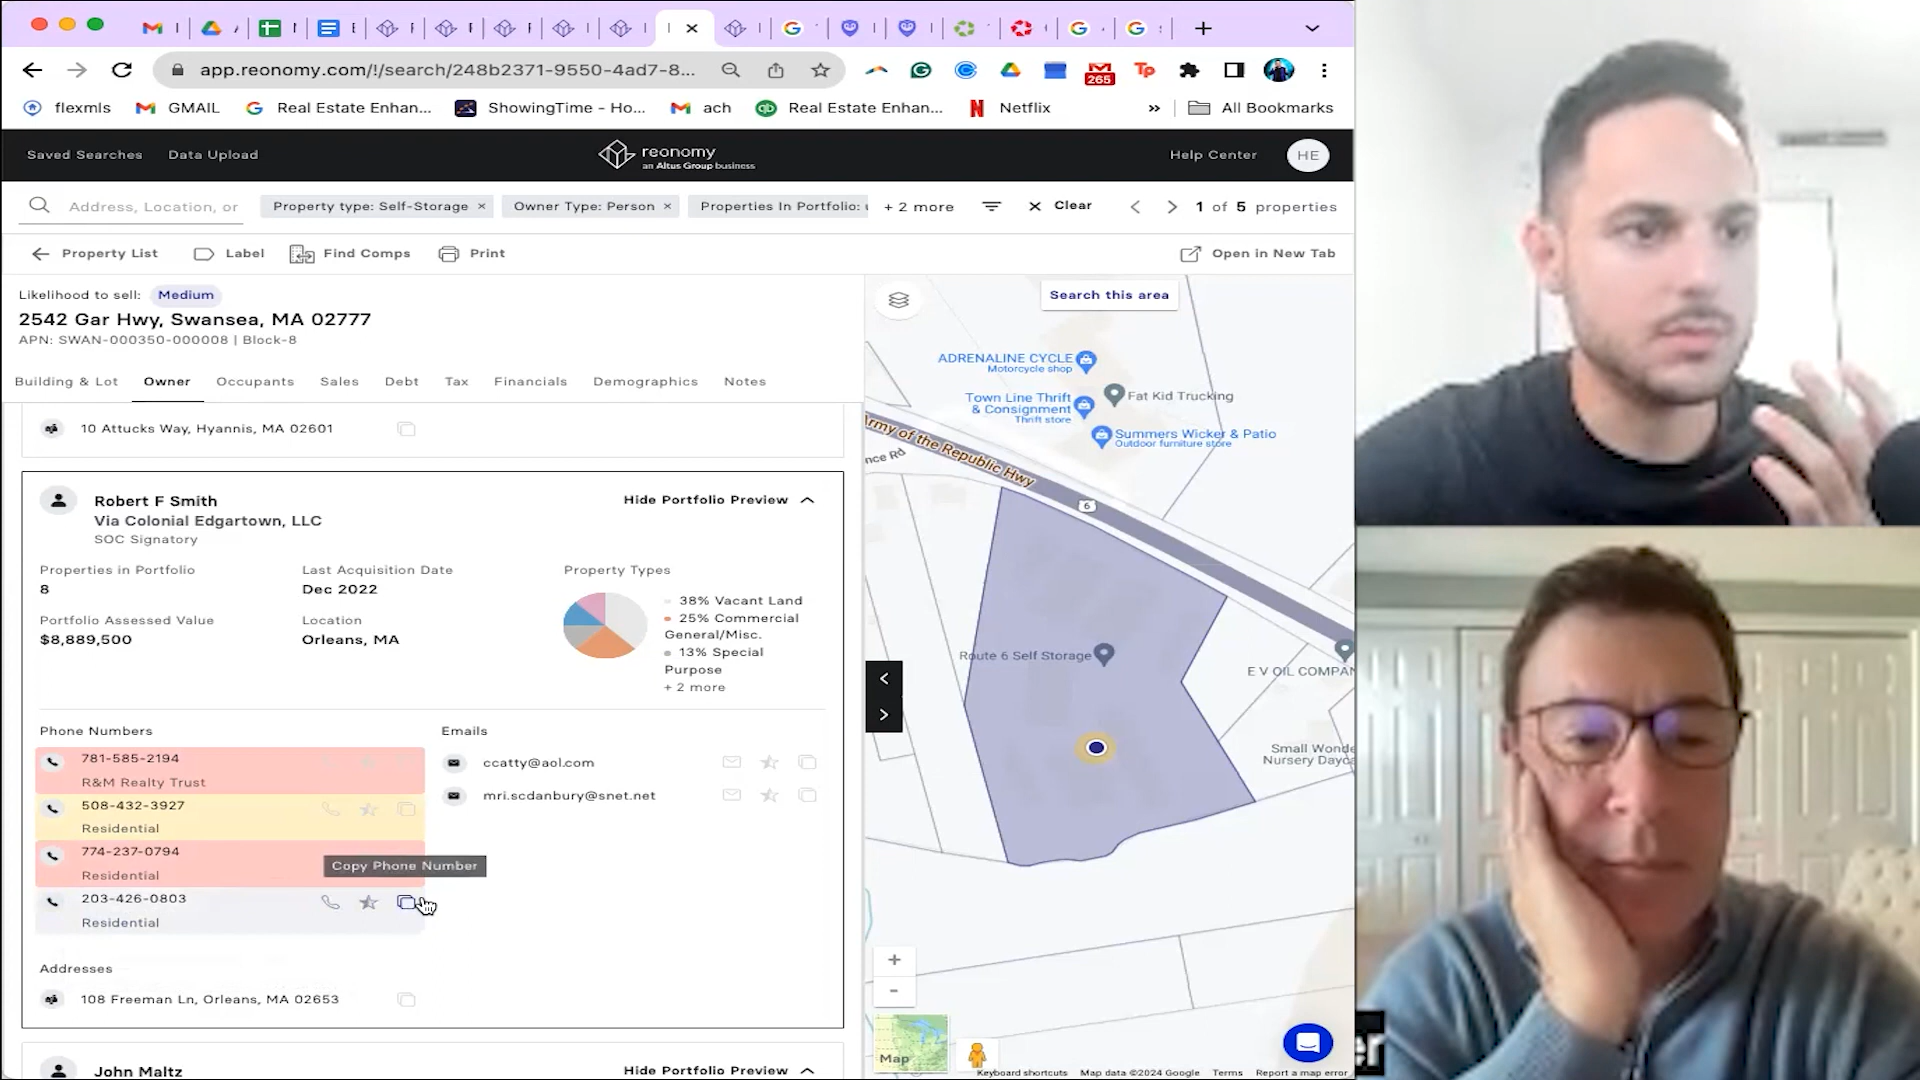 app.reonomy.com/!/search/248b2371-9550-4ad7-8...
265
Tp
flexmls
GMAIL
Real Estate Enhan...
ShowingTime - Ho...
ach
Real Estate Enhan...
Netflix
»
All Bookmarks
Saved Searches
Data Upload
reonomy
an Altus Group business
Help Center
HE
Address, Location, or
Property type: Self-Storage ×
Owner Type: Person ×
Properties In Portfolio:
+ 2 more
Clear
1 of 5 properties
Property List
Label
Find Comps
Print
Open in New Tab
Likelihood to sell: Medium
2542 Gar Hwy, Swansea, MA 02777
APN: SWAN-000350-000008 | Block-8
Building & Lot
Owner
Occupants
Sales
Debt
Tax
Financials
Demographics
Notes
10 Attucks Way, Hyannis, MA 02601
Robert F Smith
Via Colonial Edgartown, LLC
SOC Signatory
Hide Portfolio Preview
Properties in Portfolio
8
Last Acquisition Date
Dec 2022
Property Types
38% Vacant Land
25% Commercial
General/Misc.
13% Special
Purpose
+ 2 more
Portfolio Assessed Value
$8,889,500
Location
Orleans, MA
Phone Numbers
781-585-2194
R&M Realty Trust
508-432-3927
Residential
774-237-0794
Residential
Copy Phone Number
203-426-0803
Residential
Emails
ccatty@aol.com
mri.scdanbury@snet.net
Addresses
108 Freeman Ln, Orleans, MA 02653
John Maltz
Hide Portfolio Preview
Search this area
ADRENALINE CYCLE
Motorcycle shop
Town Line Thrift
& Consignment
Thrift store
Fat Kid Trucking
Summers Wicker & Patio
Outdoor furniture store
Army of the Republic Hwy
nce Rd
6
Route 6 Self Storage
E V OIL COMPAN
Small Wonde
Nursery Dayca
+
-
Map
Keyboard shortcuts
Map data ©2024 Google
Terms
Report a map error
er